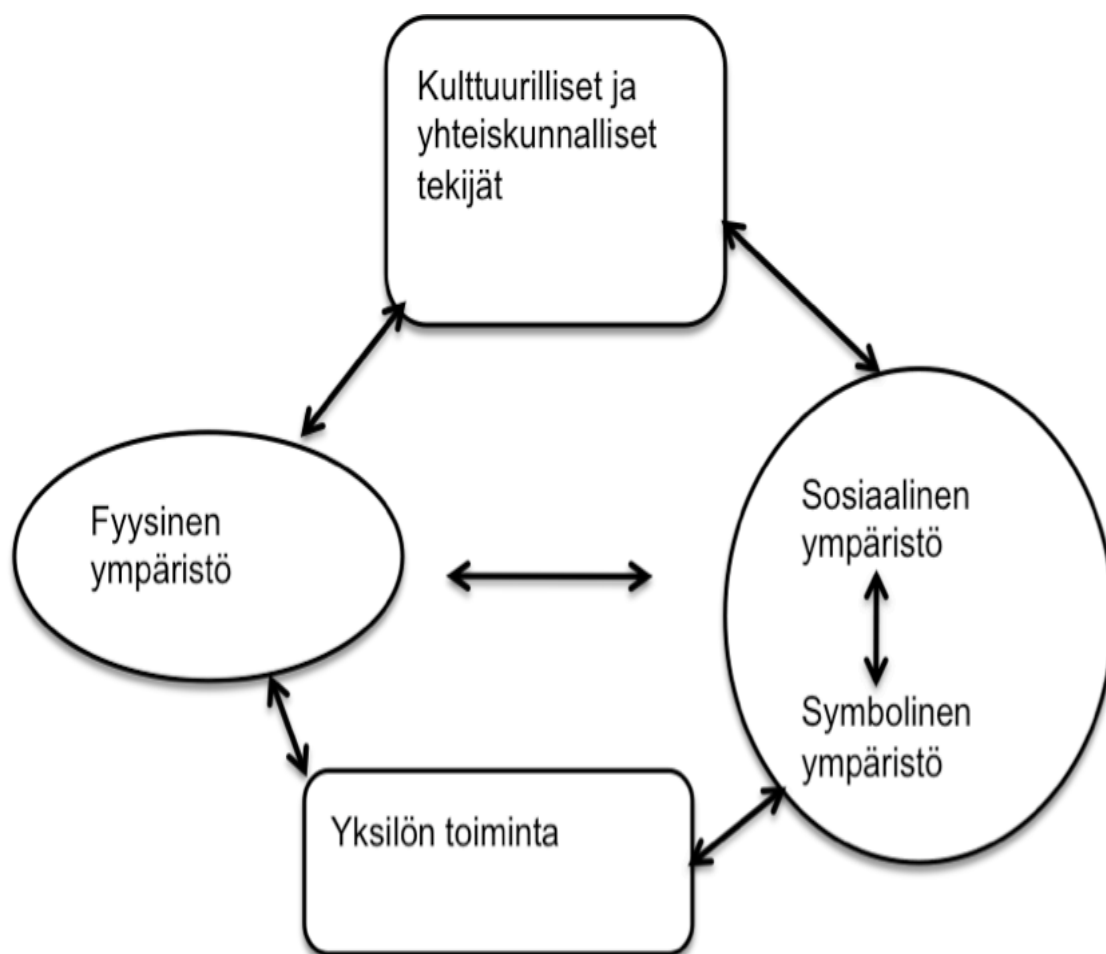 Kulttuurilliset ja
yhteiskunnalliset
tekijät
Fyysinen
ympäristö
Sosiaalinen
ympäristö
Symbolinen
ympäristö
Yksilön toiminta